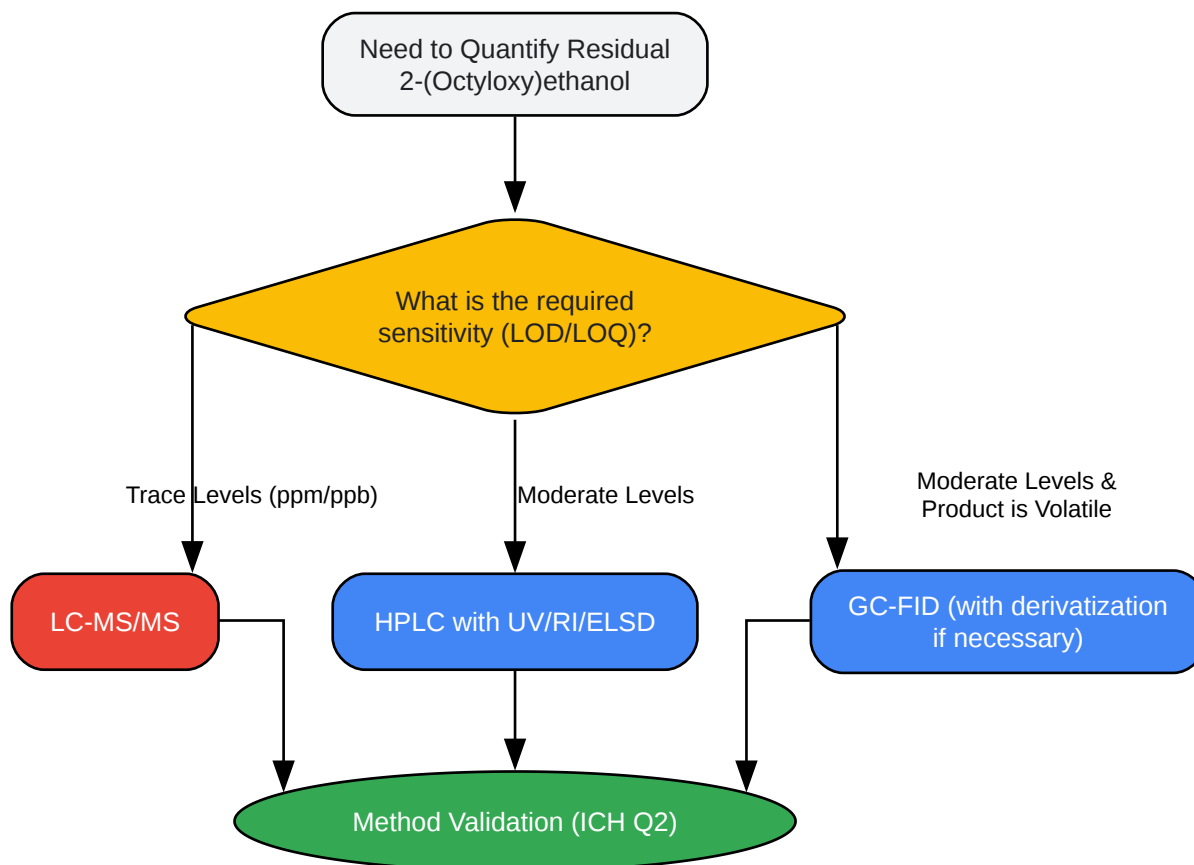 Need to Quantify Residual
2-(Octyloxy)ethanol
What is the required
sensitivity (LOD/LOQ)?
Trace Levels (ppm/ppb)
Moderate Levels
Moderate Levels &
Product is Volatile
LC-MS/MS
HPLC with UV/RI/ELSD
GC-FID (with derivatization
if necessary)
Method Validation (ICH Q2)